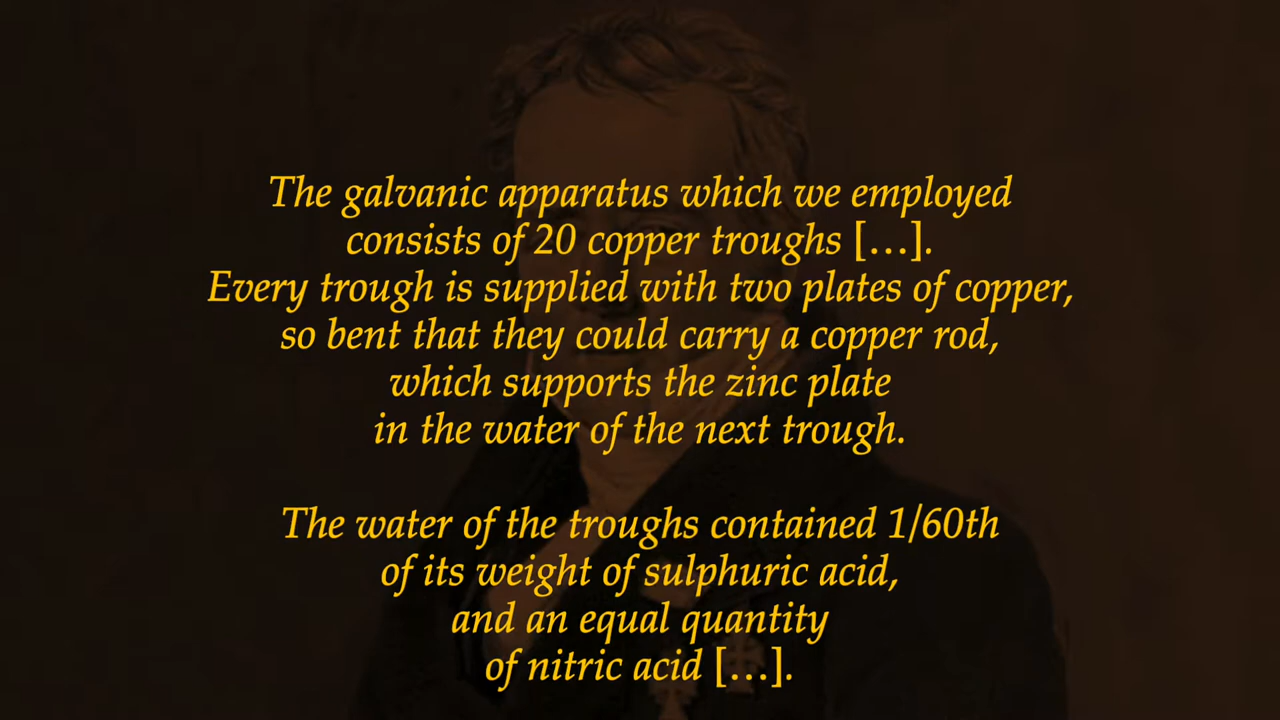 The galvanic apparatus which we employed
consists of 20 copper troughs […].
Every trough is supplied with two plates of copper,
so bent that they could carry a copper rod,
which supports the zinc plate
in the water of the next trough.
The water of the troughs contained 1/60th
of its weight of sulphuric acid,
and an equal quantity
of nitric acid […].